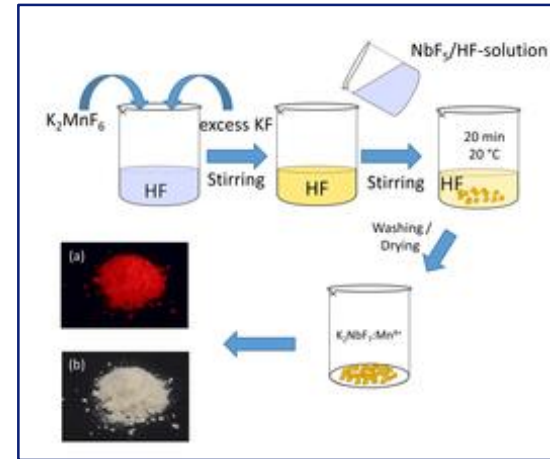 NbF₅/HF-solution
K₂MnF₆
excess KF
HF
Stirring
HF
Stirring
20 min
20 °C
HF
Washing /
Drying
(a)
K₂NbF₇:Mn⁴⁺
(b)